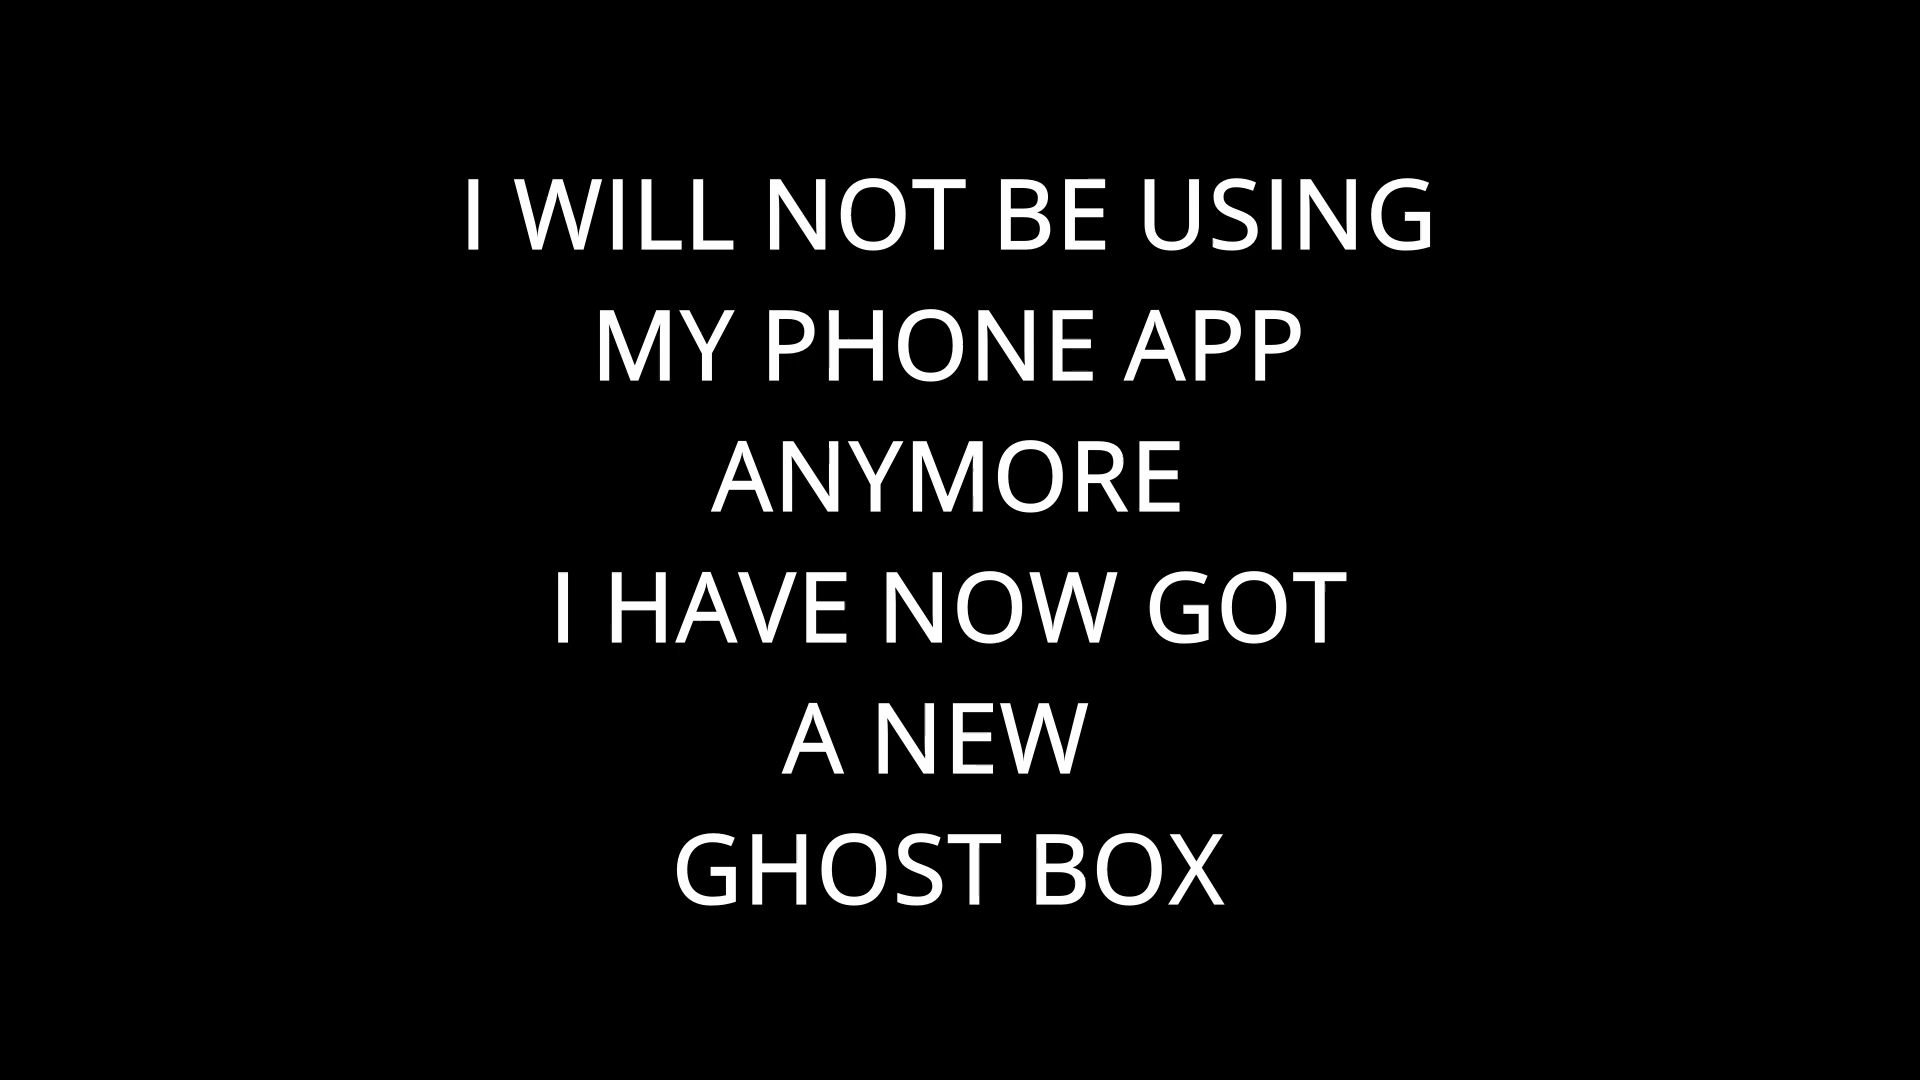 I WILL NOT BE USING
MY PHONE APP
ANYMORE
I HAVE NOW GOT
A NEW
GHOST BOX